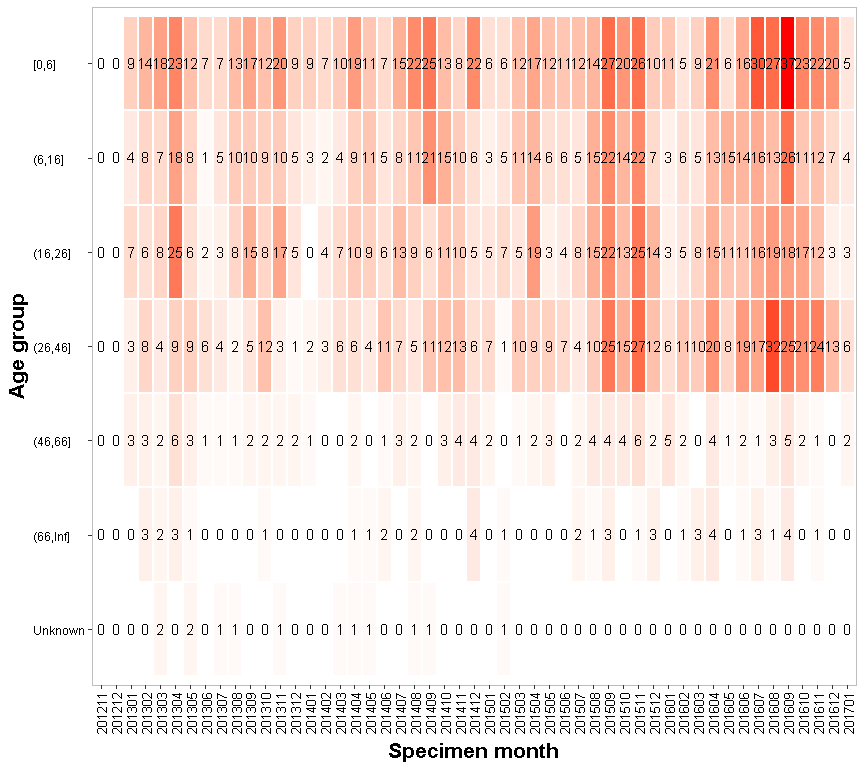 [0,6] 0 0 9 14 18 23 12 7 7 13 17 12 20 9 9 7 10 19 11 7 15 22 25 13 8 22 6 6 12 17 12 11 12 14 27 20 26 10 11 5 9 21 6 16 30 27 37 23 22 20 5
(6,16] 0 0 4 8 7 18 8 1 5 10 10 9 10 5 3 2 4 9 11 5 8 11 21 15 10 6 3 5 11 14 6 6 5 15 22 14 22 7 3 6 5 13 15 14 16 13 26 11 12 7 4
(16,26] 0 0 7 6 8 25 6 2 3 8 15 8 17 5 0 4 7 10 9 6 13 9 6 11 10 5 5 7 5 19 3 4 8 15 22 13 25 14 3 5 8 15 11 11 16 19 18 17 12 3 3
(26,46] 0 0 3 8 4 9 9 6 4 2 5 12 3 1 2 3 6 6 4 11 7 5 11 12 13 6 7 1 10 9 9 7 4 10 25 15 27 12 6 11 10 20 8 19 17 32 25 21 24 13 6
(46,66] 0 0 3 3 2 6 3 1 1 1 2 2 2 2 1 0 0 2 0 1 3 2 0 3 4 4 2 0 1 2 3 0 2 4 4 4 6 2 5 2 0 4 1 2 1 3 5 2 1 0 2
(66,Inf] 0 0 0 3 2 3 1 0 0 0 0 1 0 0 0 0 0 1 1 2 0 2 0 0 0 4 0 1 0 0 0 0 2 1 3 0 1 3 0 1 3 4 0 1 3 1 4 0 1 0 0
Unknown 0 0 0 0 2 0 2 0 1 1 0 0 1 0 0 0 1 1 1 0 0 1 1 0 0 0 0 1 0 0 0 0 0 0 0 0 0 0 0 0 0 0 0 0 0 0 0 0 0 0 0
201211 201212 201301 201302 201303 201304 201305 201306 201307 201308 201309 201310 201311 201312 201401 201402 201403 201404 201405 201406 201407 201408 201409 201410 201411 201412 201501 201502 201503 201504 201505 201506 201507 201508 201509 201510 201511 201512 201601 201602 201603 201604 201605 201606 201607 201608 201609 201610 201611 201612 201701
Specimen month
Age group